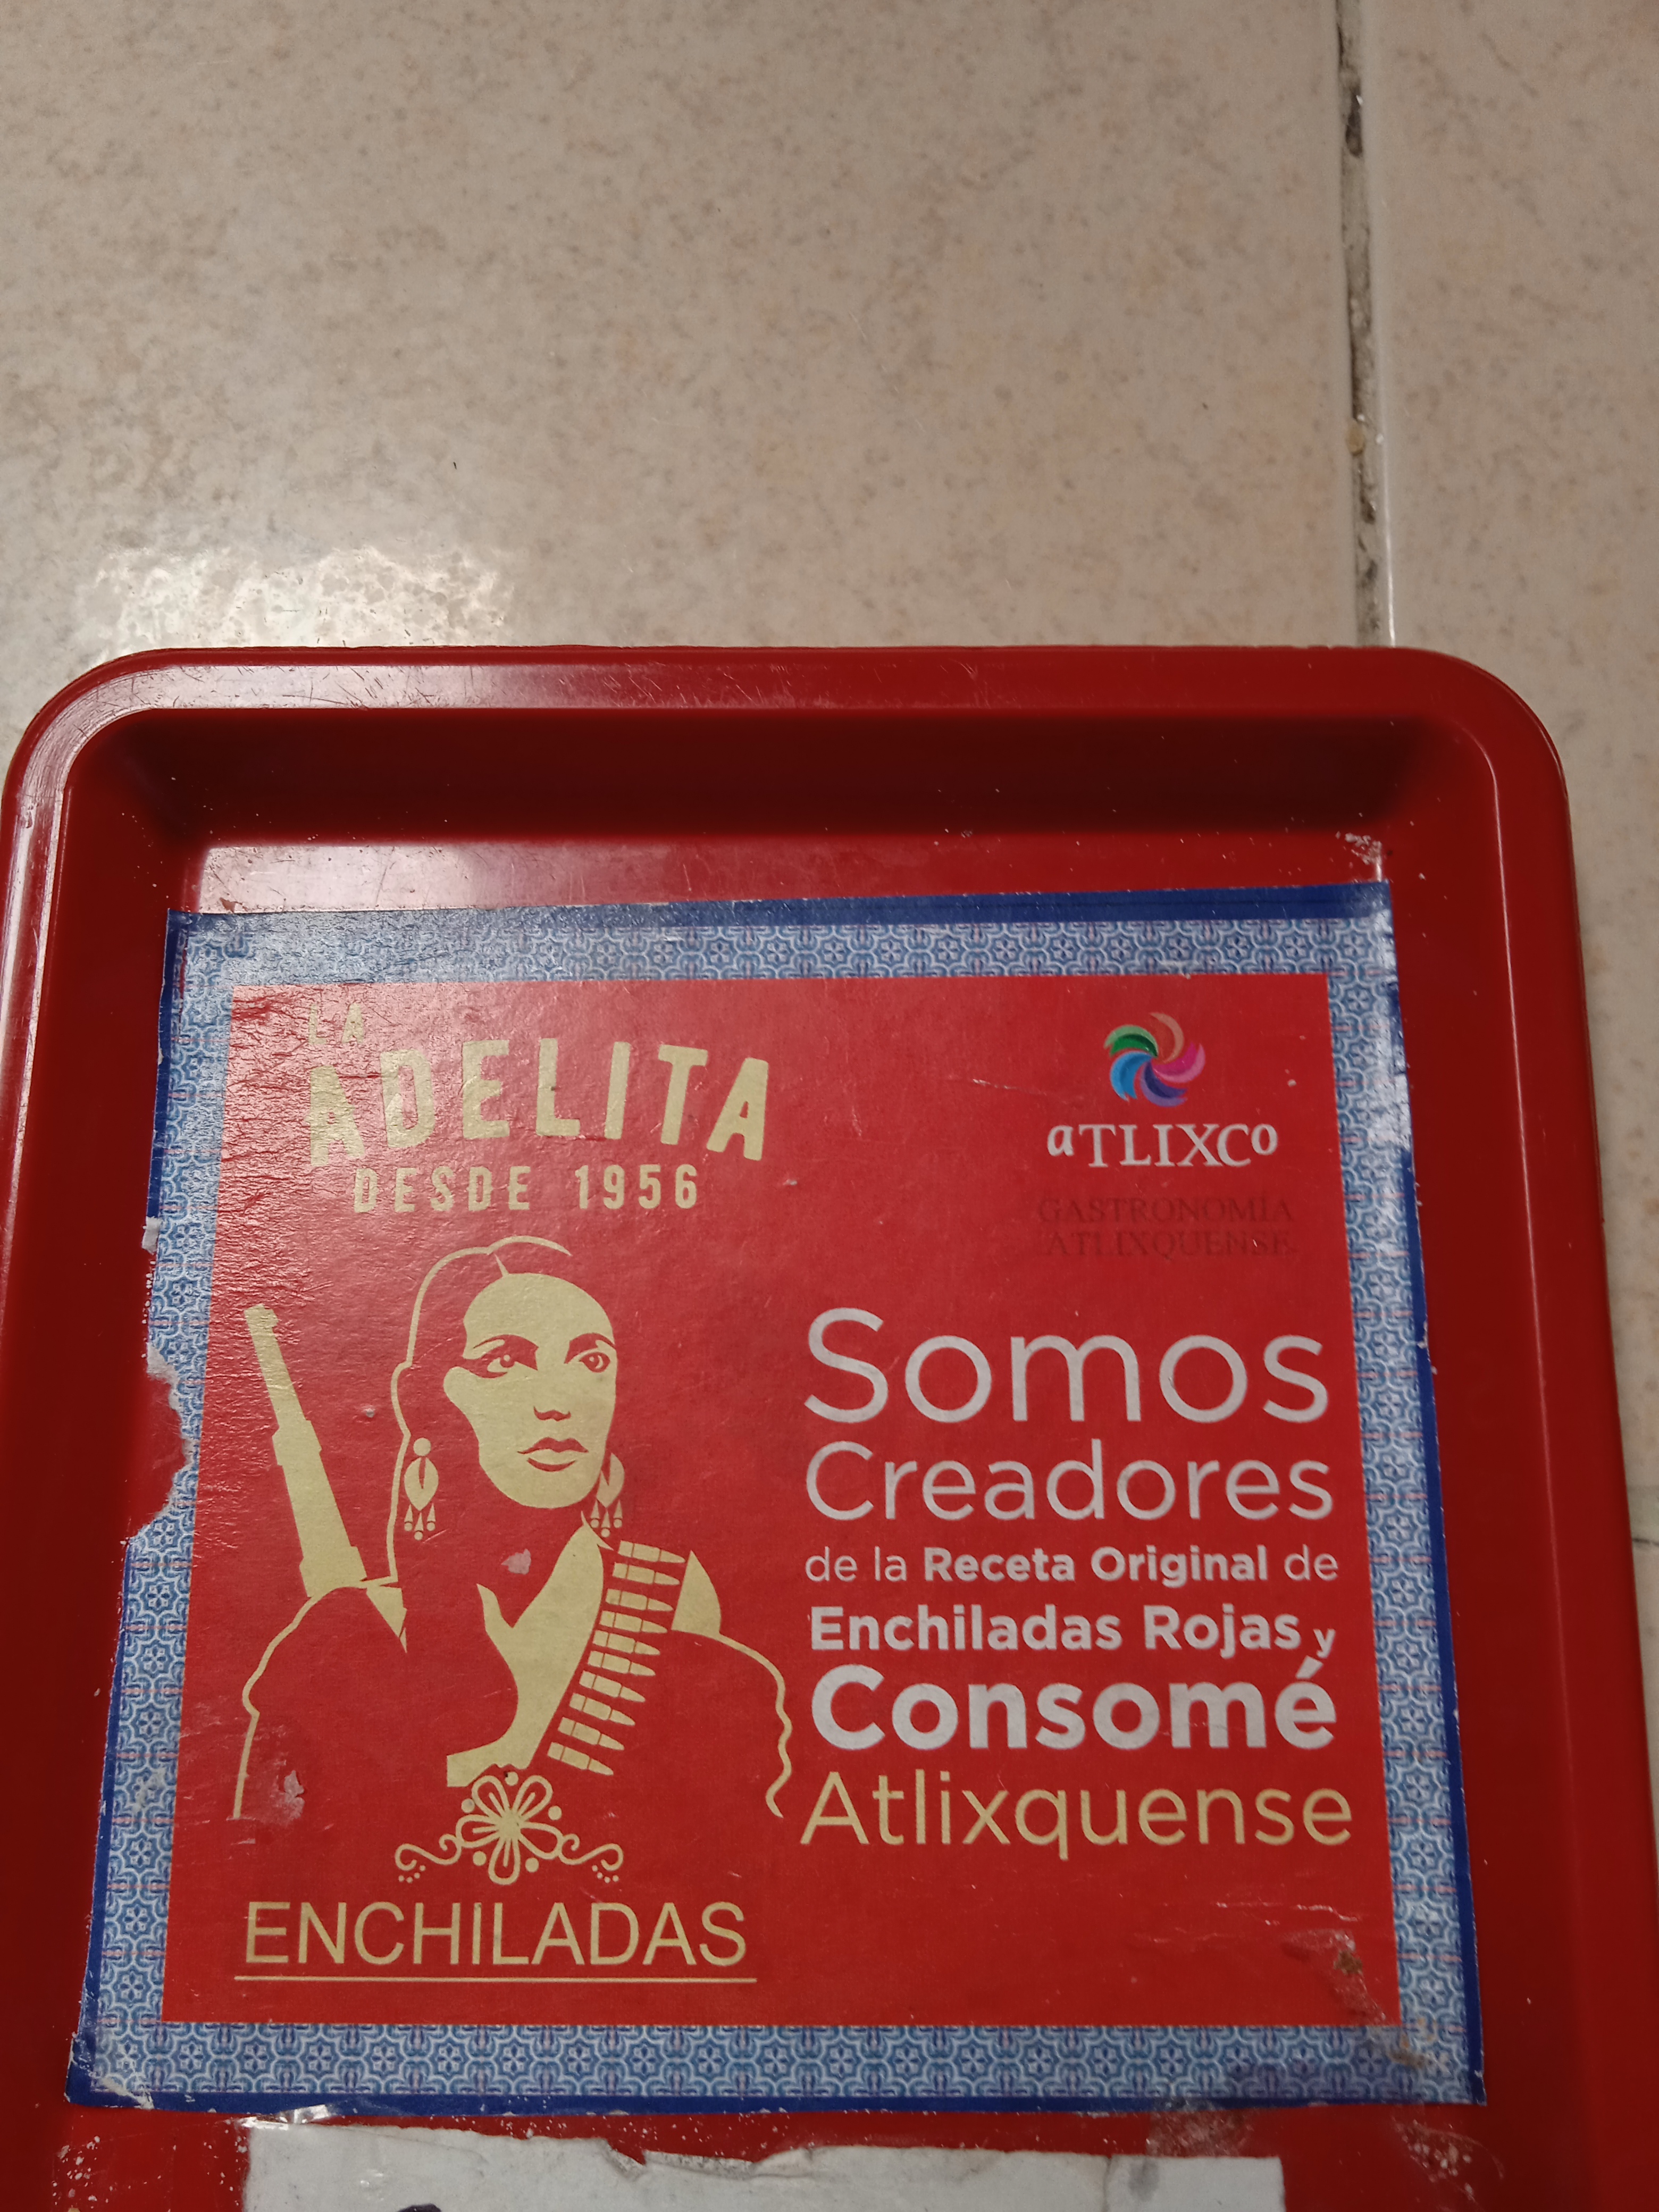 LA
ADELITA
DESDE 1956
ENCHILADAS
aTLIXCo
GASTRONOMÍA
ATLIXQUENSE
Somos
Creadores
de la Receta Original de
Enchiladas Rojas y
Consomé
Atlixquense